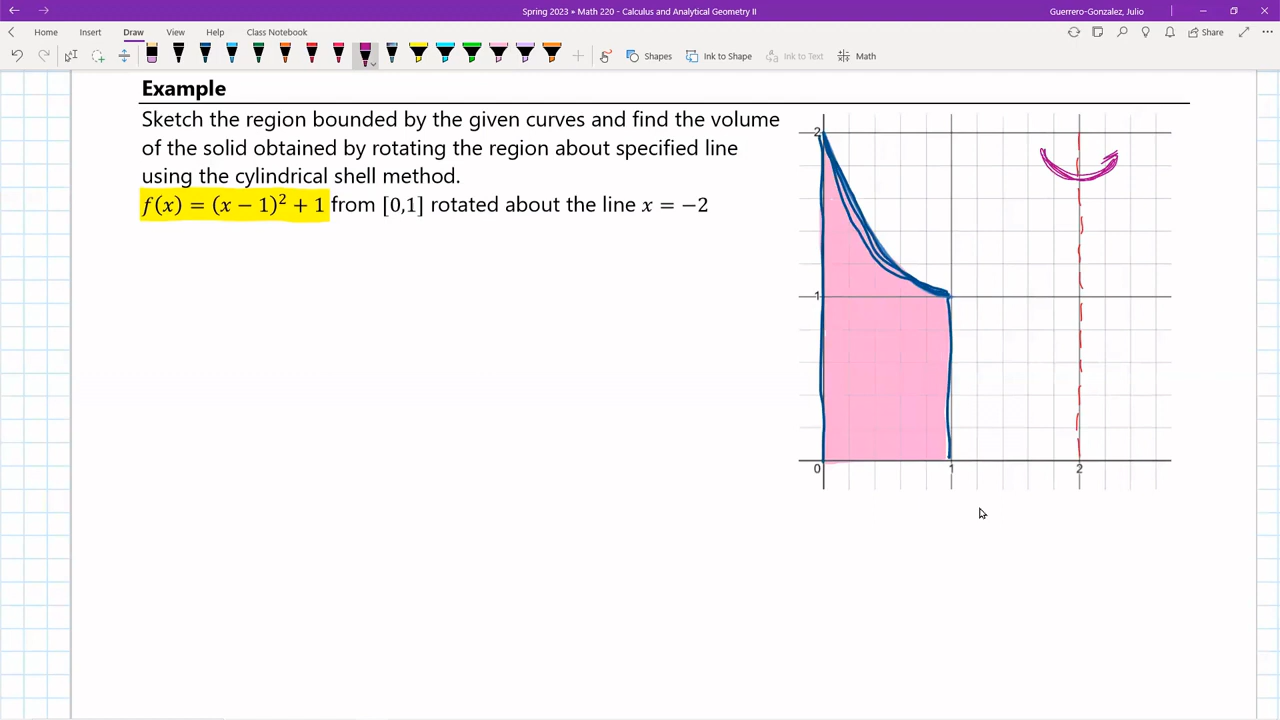 Spring 2023 » Math 220 - Calculus and Analytical Geometry II
Guerrero-Gonzalez, Julio
Home Insert Draw View Help Class Notebook
Share
Shapes Ink to Shape Ink to Text Math
Example
Sketch the region bounded by the given curves and find the volume
of the solid obtained by rotating the region about specified line
using the cylindrical shell method.
f(x) = (x − 1)² + 1 from [0,1] rotated about the line x = −2
2
1
0 1 2